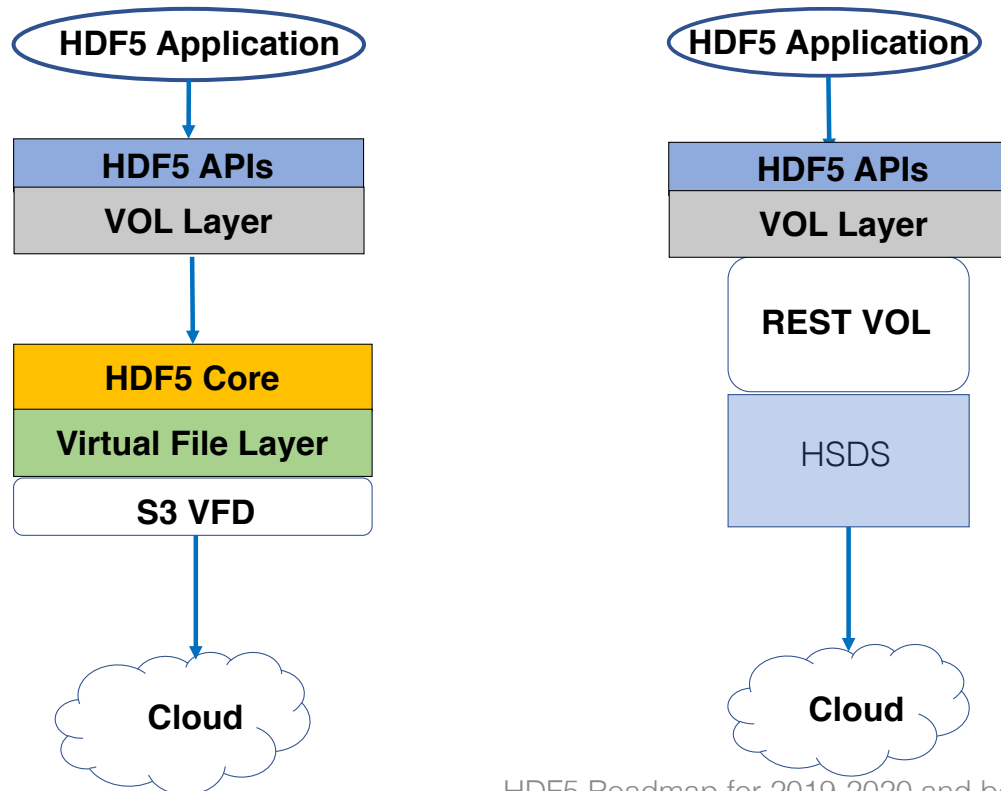 HDF5 Application
HDF5 APIs
VOL Layer
HDF5 Core
Virtual File Layer
S3 VFD
Cloud
HDF5 Application
HDF5 APIs
VOL Layer
REST VOL
HSDS
Cloud
HDF5 Roadmap for 2019-2020 and